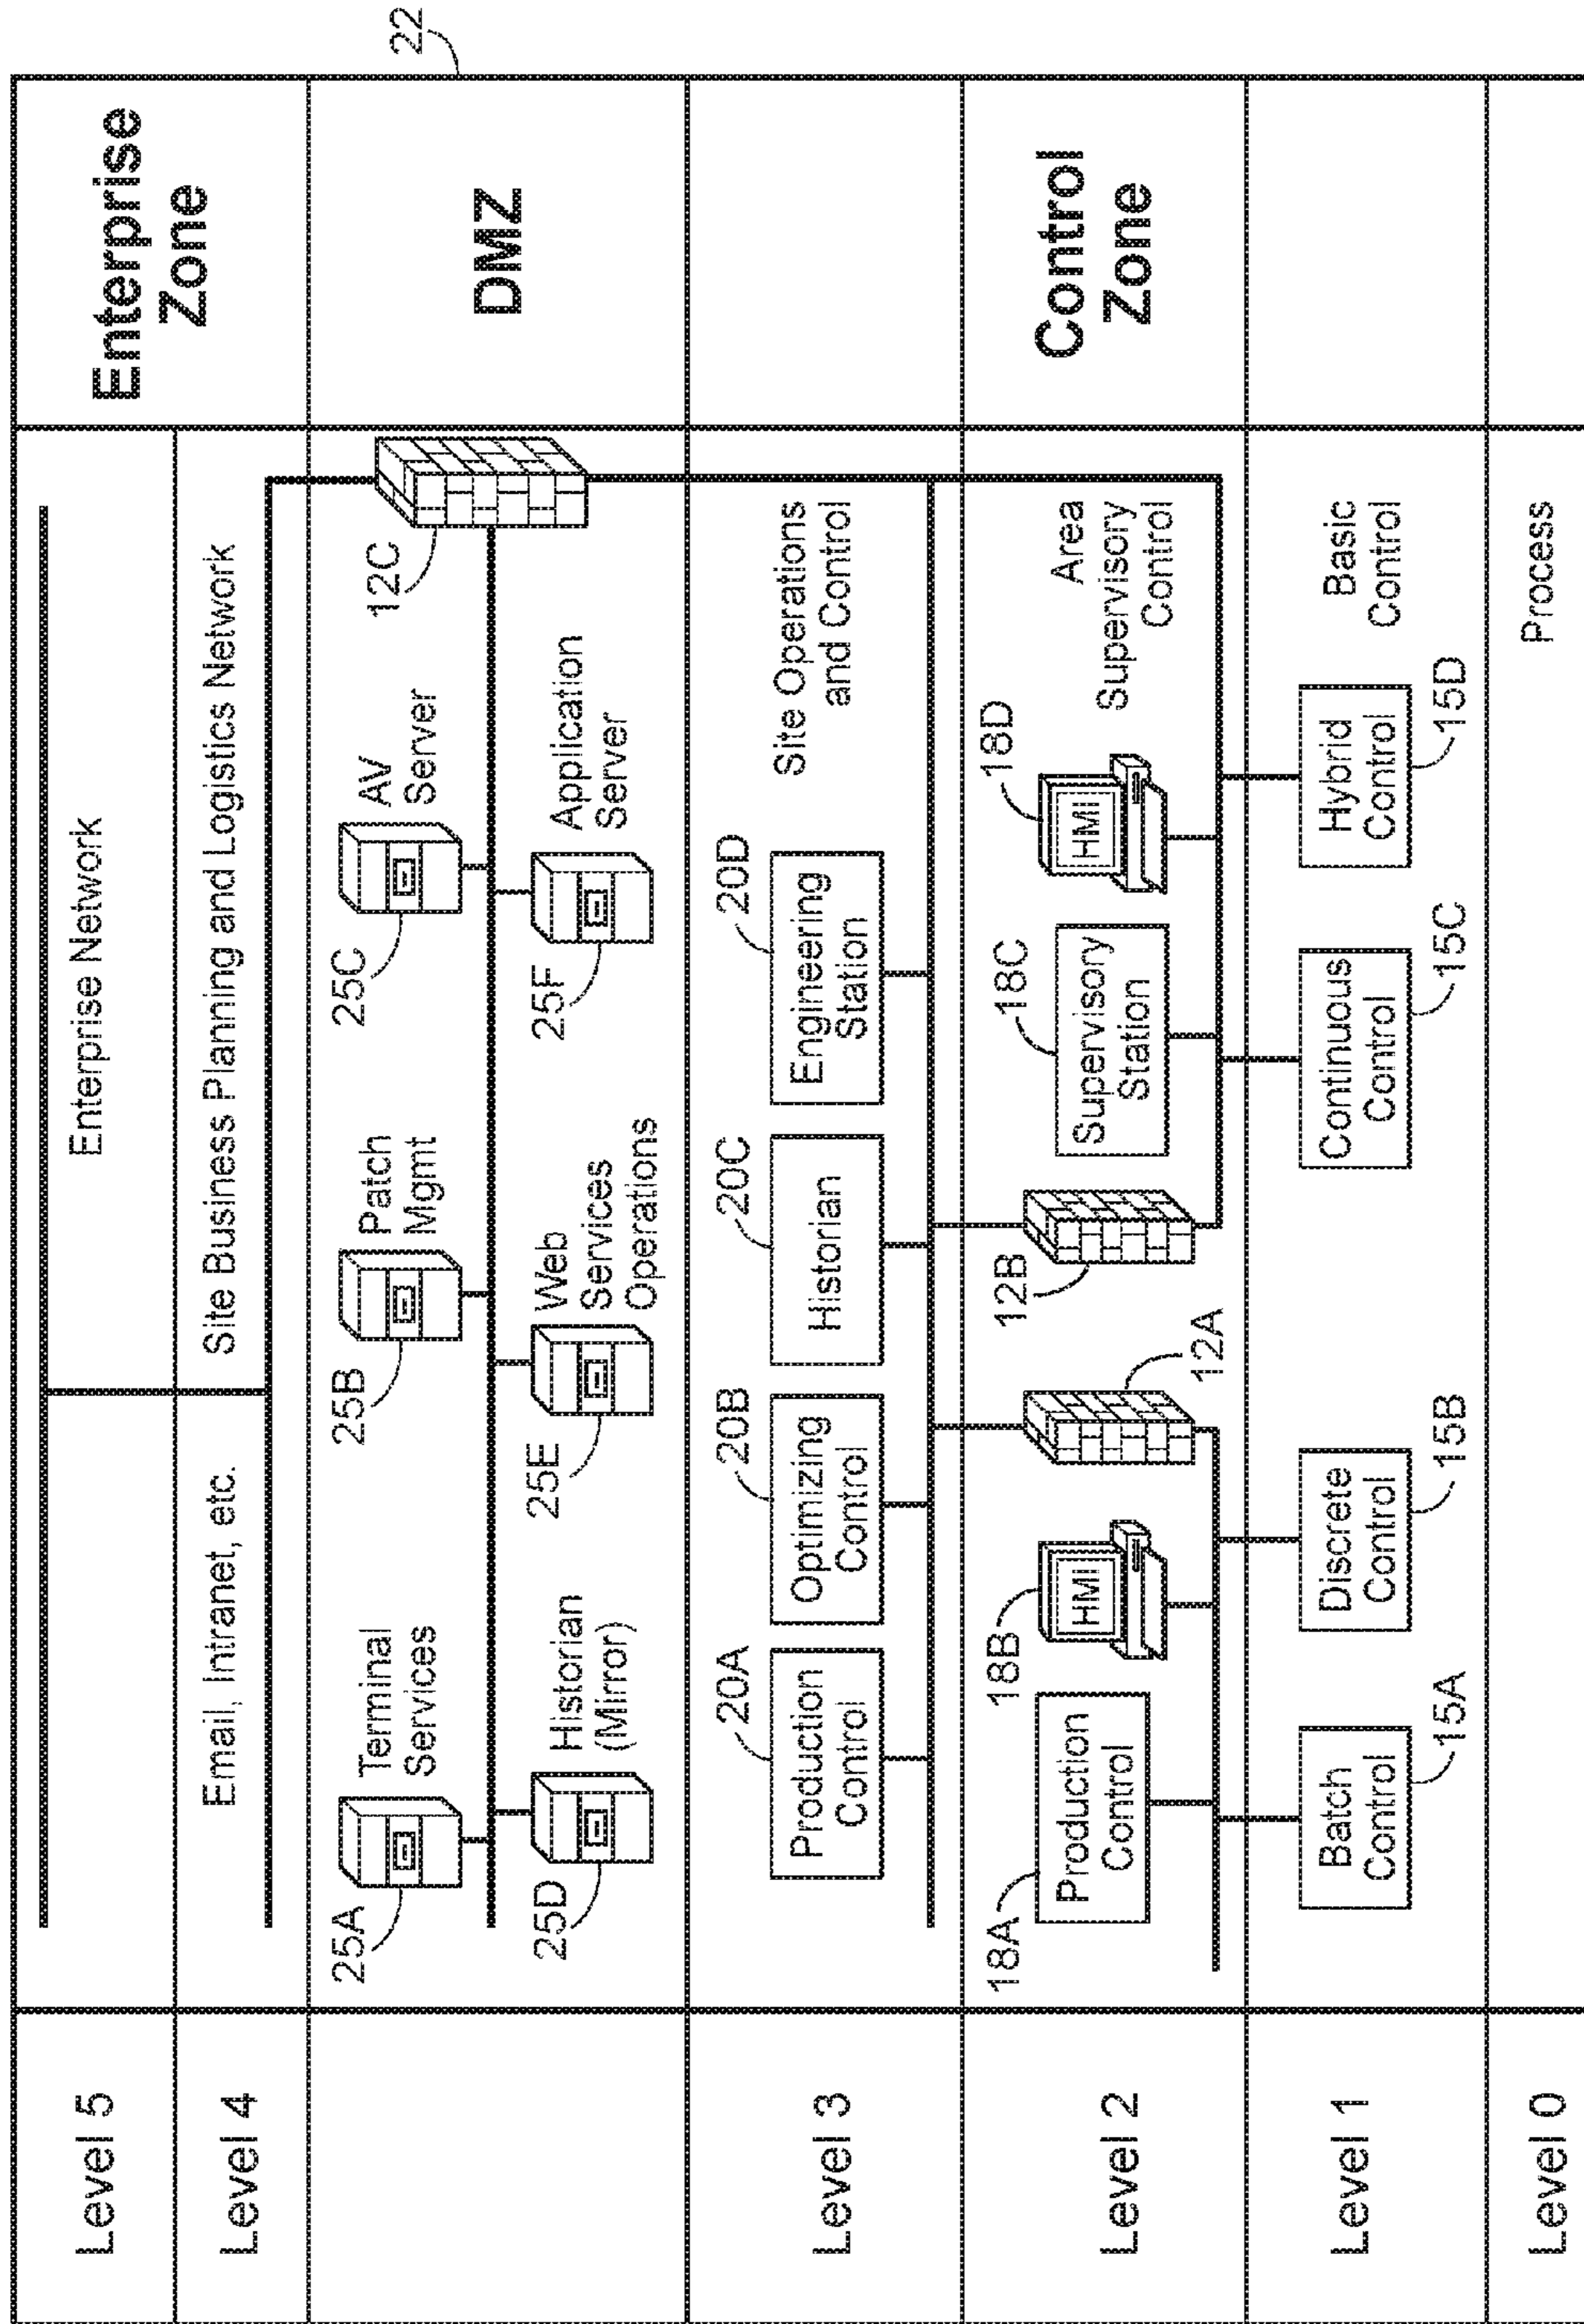 Level 5
Enterprise Network
Enterprise
Zone
Level 4
Email, Intranet, etc.
Site Business Planning and Logistics Network
22
DMZ
25A
Terminal
Services
25B
Patch
Mgmt
25C
AV
Server
12C
25D
Historian
(Mirror)
25E
Web
Services
Operations
25F
Application
Server
Level 3
20A
Production
Control
20B
Optimizing
Control
20C
Historian
20D
Engineering
Station
Site Operations
and Control
Level 2
18A
Production
Control
18B
HMI
12A
12B
18C
Supervisory
Station
18D
HMI
Area
Supervisory
Control
Control
Zone
Level 1
Batch
Control
15A
Discrete
Control
15B
Continuous
Control
15C
Hybrid
Control
15D
Basic
Control
Level 0
Process